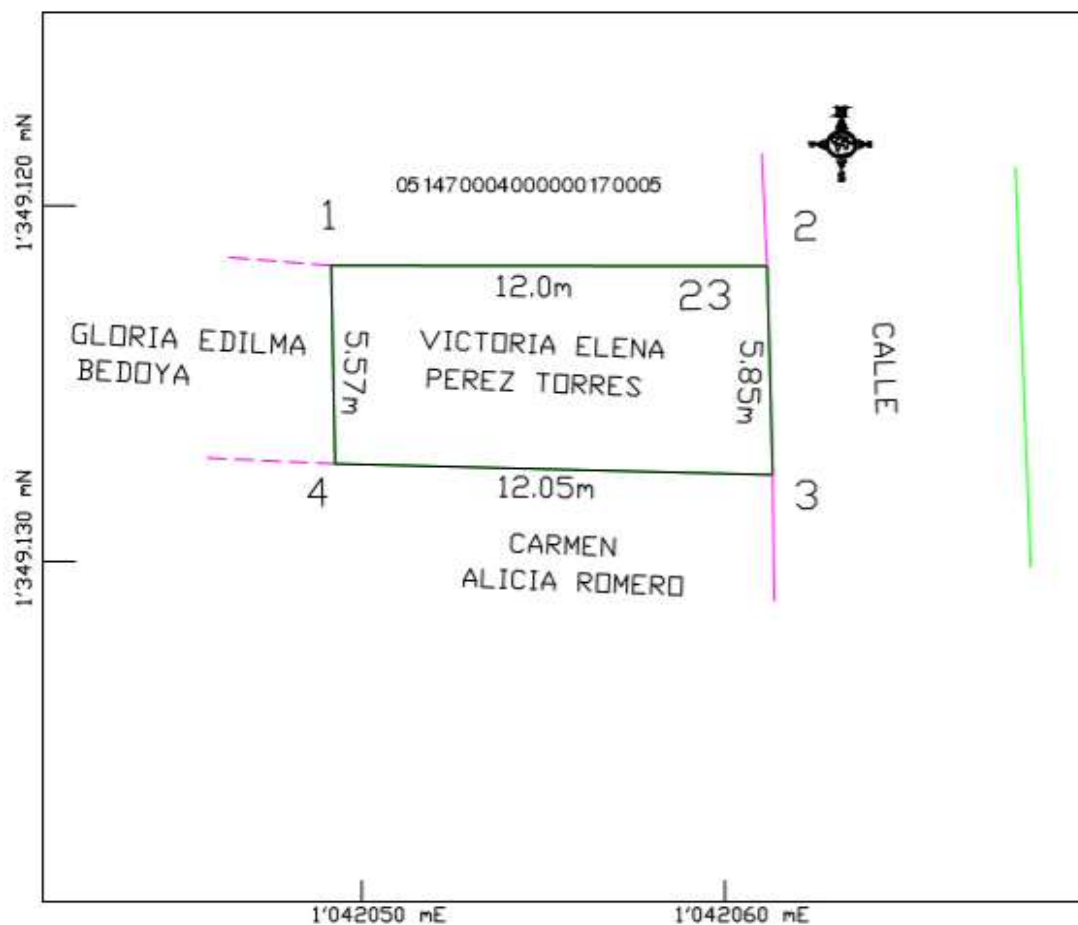 1'349.120 mN
051470004000000170005
1
2
12.0m
23
GLORIA EDILMA
BEDOYA
5.57m
VICTORIA ELENA
PEREZ TORRES
5.85m
CALLE
4
12.05m
3
CARMEN
ALICIA ROMERO
1'349.130 mN
1'042050 mE
1'042060 mE